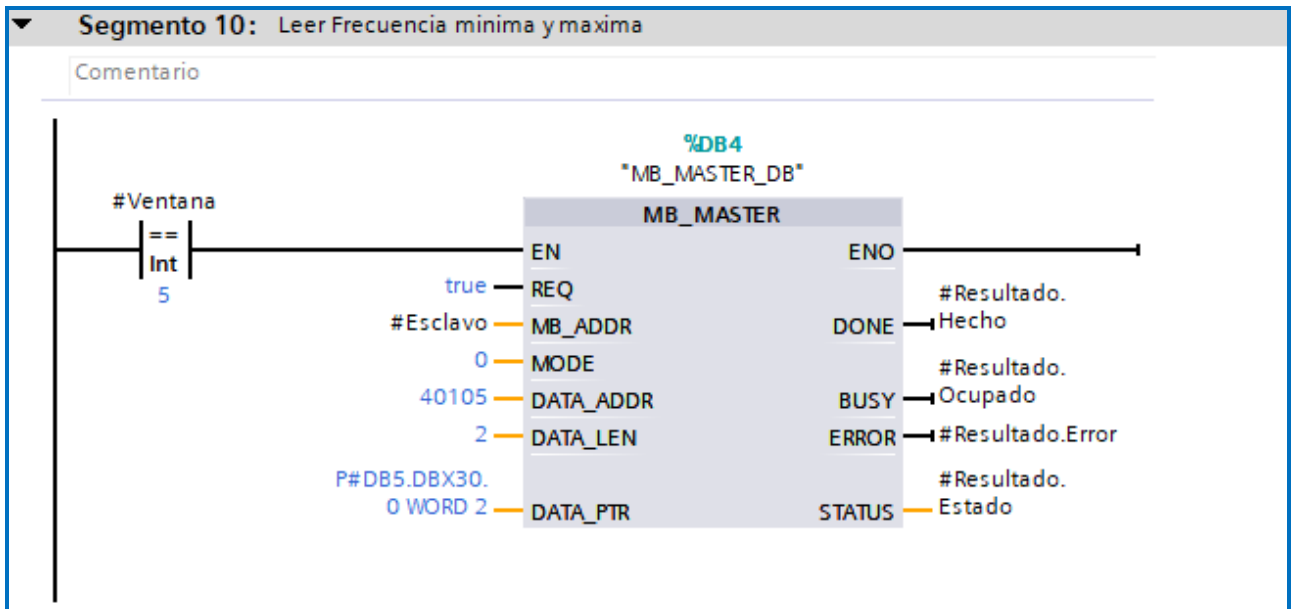 Segmento 10: Leer Frecuencia minima y maxima
Comentario
%DB4
"MB_MASTER_DB"
#Ventana
MB_MASTER
==
Int
5
EN ENO
true REQ
#Resultado.
Hecho
#Esclavo MB_ADDR DONE
0 MODE
#Resultado.
Ocupado
40105 DATA_ADDR BUSY
2 DATA_LEN ERROR #Resultado.Error
P#DB5.DBX30.
0 WORD 2 DATA_PTR STATUS
#Resultado.
Estado